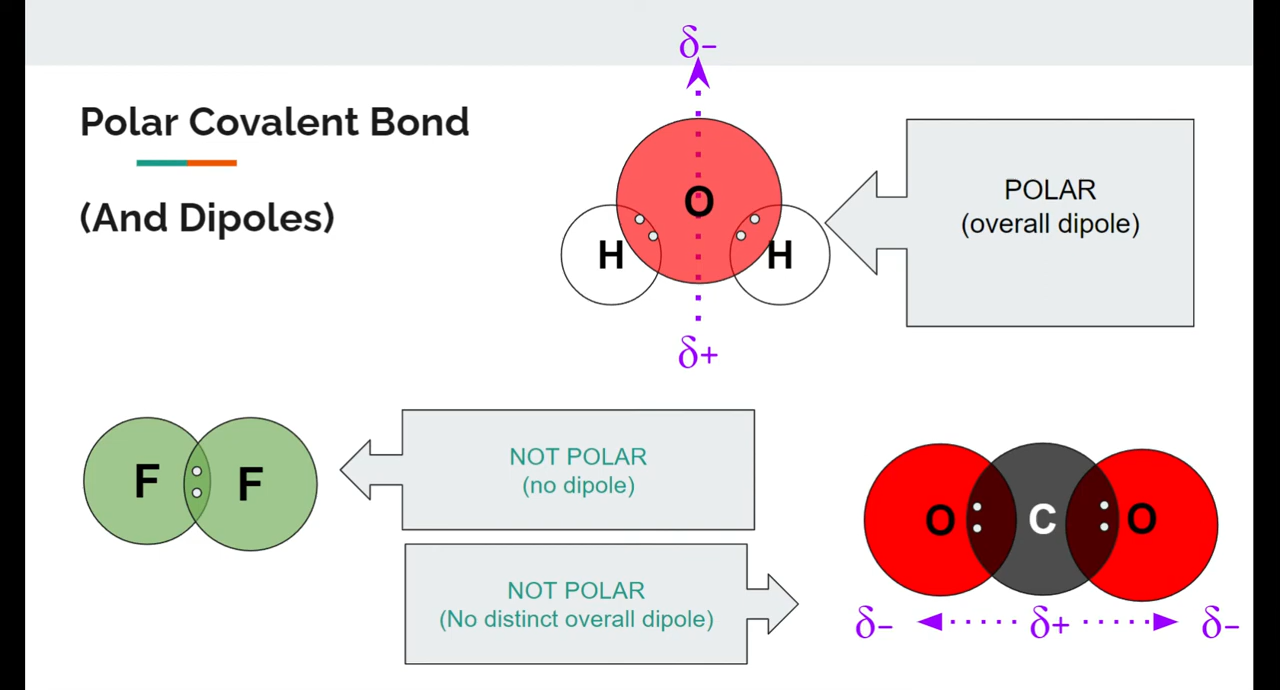 Polar Covalent Bond
(And Dipoles)
δ-
O
H
H
δ+
POLAR
(overall dipole)
F
F
NOT POLAR
(no dipole)
NOT POLAR
(No distinct overall dipole)
O
C
O
δ-
δ+
δ-